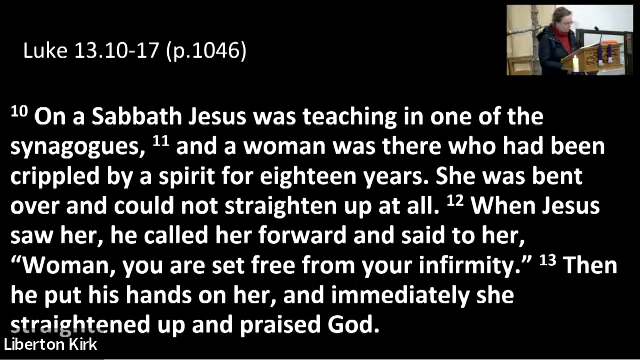 Luke 13.10-17 (p.1046)
10 On a Sabbath Jesus was teaching in one of the
synagogues, 11 and a woman was there who had been
crippled by a spirit for eighteen years. She was bent
over and could not straighten up at all. 12 When Jesus
saw her, he called her forward and said to her,
“Woman, you are set free from your infirmity.” 13 Then
he put his hands on her, and immediately she
straightened up and praised God.
Liberton Kirk